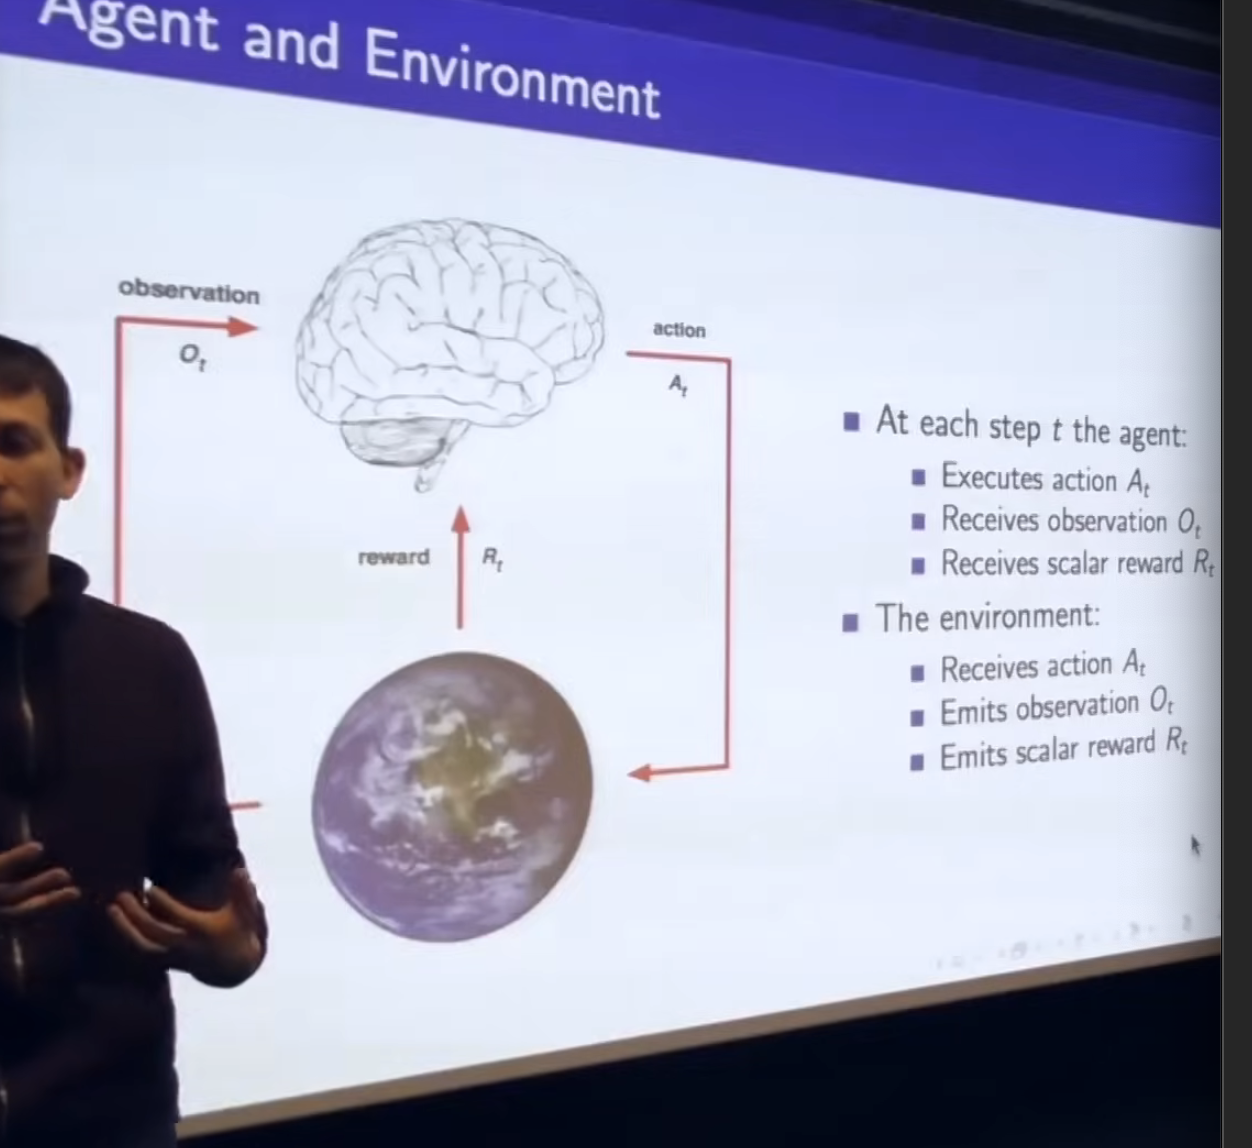 Agent and Environment
observation
O_t
action
A_t
reward R_t
At each step t the agent:
Executes action A_t
Receives observation O_t
Receives scalar reward R_t
The environment:
Receives action A_t
Emits observation O_t
Emits scalar reward R_t